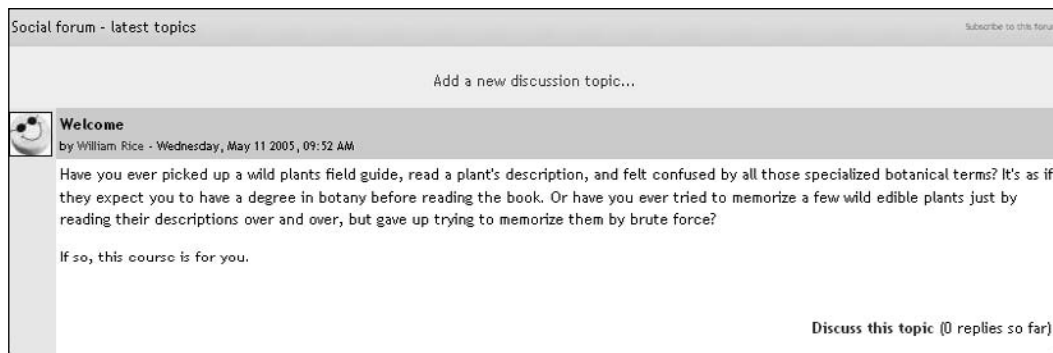 Social forum - latest topics
Subscribe to this foru
Add a new discussion topic...
Welcome
by William Rice - Wednesday, May 11 2005, 09:52 AM
Have you ever picked up a wild plants field guide, read a plant's description, and felt confused by all those specialized botanical terms? It's as if
they expect you to have a degree in botany before reading the book. Or have you ever tried to memorize a few wild edible plants just by
reading their descriptions over and over, but gave up trying to memorize them by brute force?
If so, this course is for you.
Discuss this topic (0 replies so far)